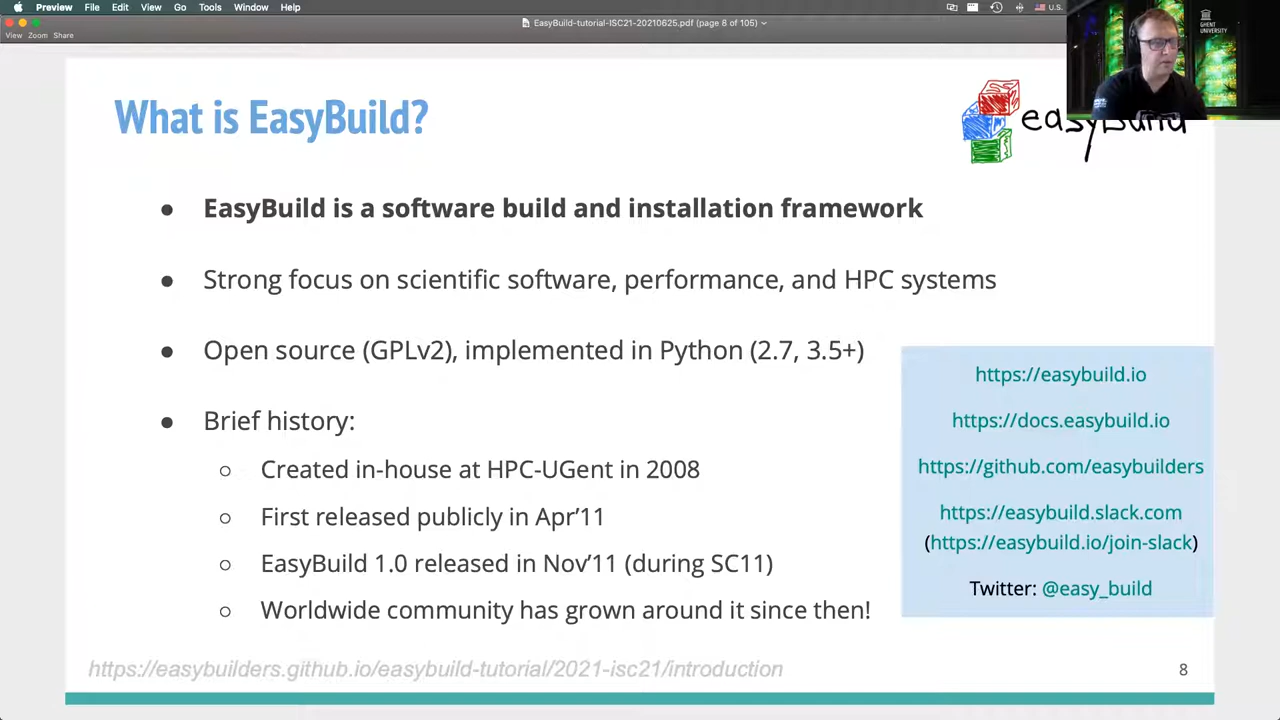 Preview File Edit View Go Tools Window Help U.S.
EasyBuild-tutorial-ISC21-20210625.pdf (page 8 of 105)
View Zoom Share
GHENT
UNIVERSITY
What is EasyBuild?
easybuild
● EasyBuild is a software build and installation framework
● Strong focus on scientific software, performance, and HPC systems
● Open source (GPLv2), implemented in Python (2.7, 3.5+)
● Brief history:
○ Created in-house at HPC-UGent in 2008
○ First released publicly in Apr’11
○ EasyBuild 1.0 released in Nov’11 (during SC11)
○ Worldwide community has grown around it since then!
https://easybuild.io
https://docs.easybuild.io
https://github.com/easybuilders
https://easybuild.slack.com
(https://easybuild.io/join-slack)
Twitter: @easy_build
https://easybuilders.github.io/easybuild-tutorial/2021-isc21/introduction
8